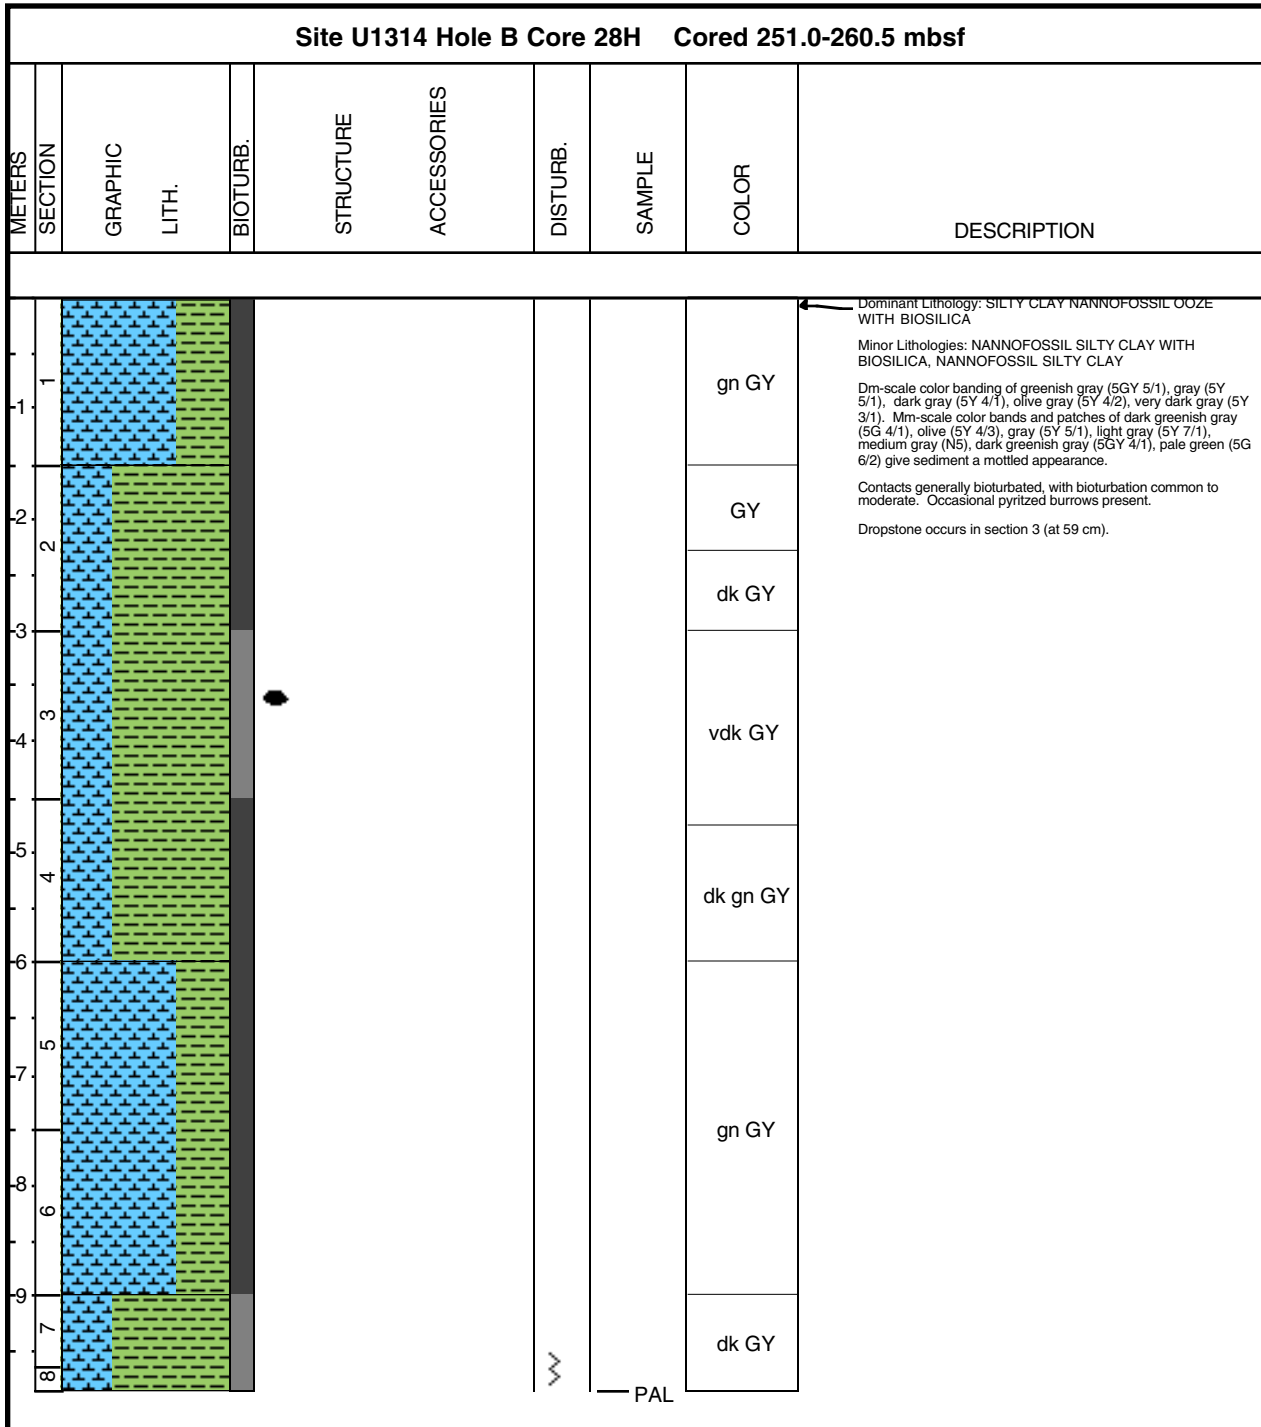 Site U1314 Hole B Core 28H Cored 251.0-260.5 mbsf
METERS
SECTION
GRAPHIC
LITH.
BIOTURB.
STRUCTURE
ACCESSORIES
DISTURB.
SAMPLE
COLOR
DESCRIPTION
Dominant Lithology: SILTY CLAY NANNOFOSSIL OOZE
WITH BIOSILICA
Minor Lithologies: NANNOFOSSIL SILTY CLAY WITH
BIOSILICA, NANNOFOSSIL SILTY CLAY
Dm-scale color banding of greenish gray (5GY 5/1), gray (5Y
5/1), dark gray (5Y 4/1), olive gray (5Y 4/2), very dark gray (5Y
3/1). Mm-scale color bands and patches of dark greenish gray
(5G 4/1), olive (5Y 4/3), gray (5Y 5/1), light gray (5Y 7/1),
medium gray (N5), dark greenish gray (5GY 4/1), pale green (5G
6/2) give sediment a mottled appearance.
Contacts generally bioturbated, with bioturbation common to
moderate. Occasional pyritzed burrows present.
Dropstone occurs in section 3 (at 59 cm).
1
2
3
4
5
6
7
8
9
1
2
3
4
5
6
7
8
gn GY
GY
dk GY
vdk GY
dk gn GY
gn GY
dk GY
PAL